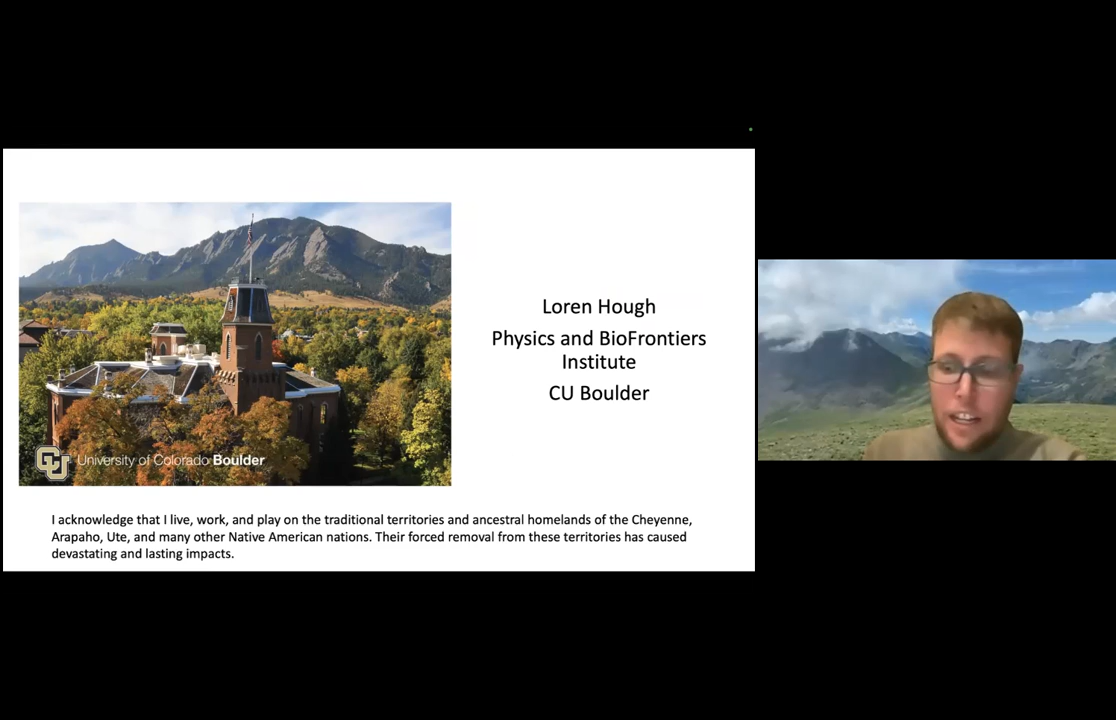 Loren Hough
Physics and BioFrontiers
Institute
CU Boulder
CU
University of Colorado Boulder
I acknowledge that I live, work, and play on the traditional territories and ancestral homelands of the Cheyenne,
Arapaho, Ute, and many other Native American nations. Their forced removal from these territories has caused
devastating and lasting impacts.